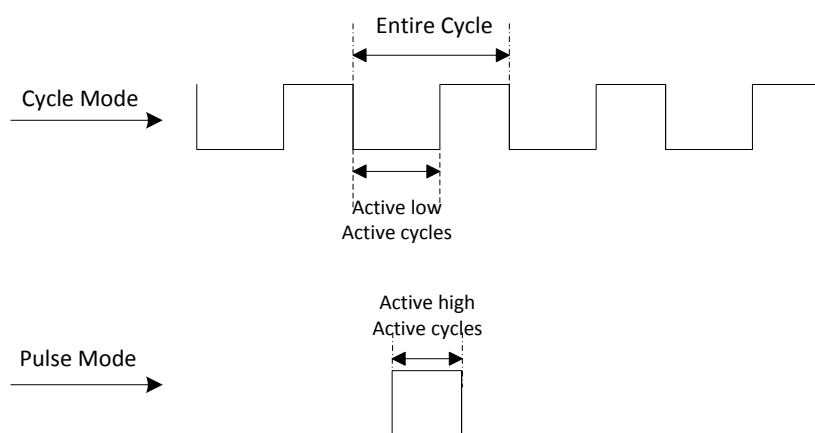 Entire Cycle
Cycle Mode
Active low
Active cycles
Active high
Active cycles
Pulse Mode